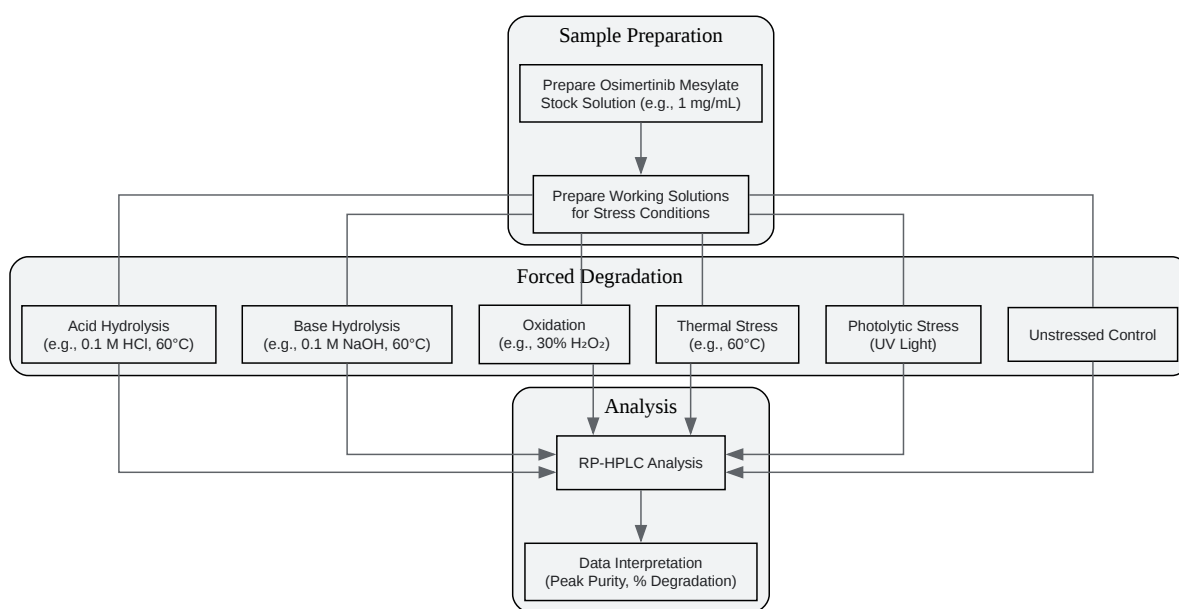 Sample Preparation
Prepare Osimertinib Mesylate
Stock Solution (e.g., 1 mg/mL)
Prepare Working Solutions
for Stress Conditions
Forced Degradation
Acid Hydrolysis
(e.g., 0.1 M HCl, 60°C)
Base Hydrolysis
(e.g., 0.1 M NaOH, 60°C)
Oxidation
(e.g., 30% H₂O₂)
Thermal Stress
(e.g., 60°C)
Photolytic Stress
(UV Light)
Unstressed Control
Analysis
RP-HPLC Analysis
Data Interpretation
(Peak Purity, % Degradation)